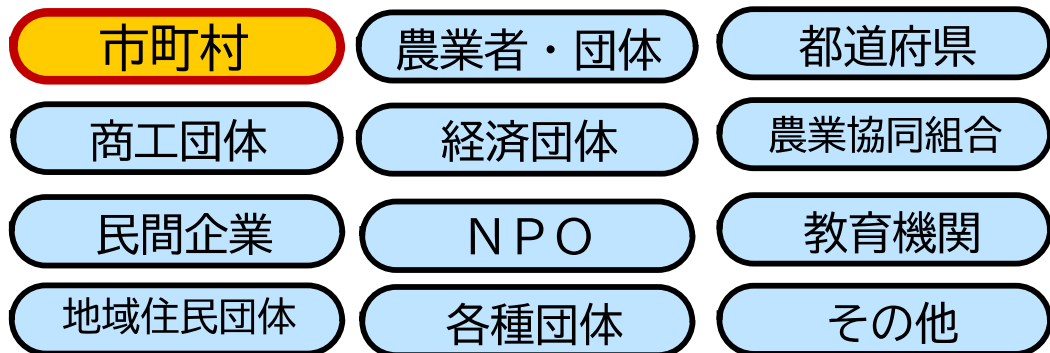 市町村
農業者・団体
都道府県
商工団体
経済団体
農業協同組合
民間企業
ＮＰＯ
教育機関
地域住民団体
各種団体
その他